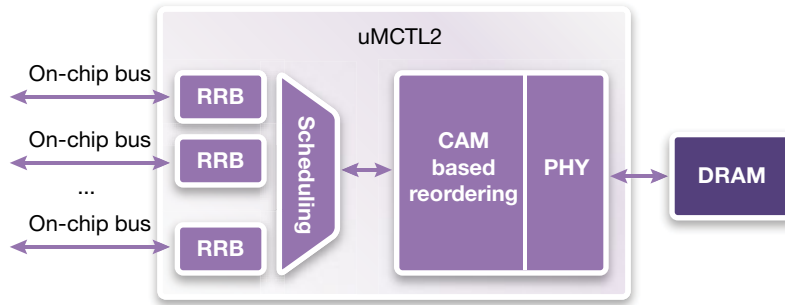 uMCTL2
On-chip bus
RRB
On-chip bus
RRB
...
On-chip bus
RRB
Scheduling
CAM
based
reordering
PHY
DRAM